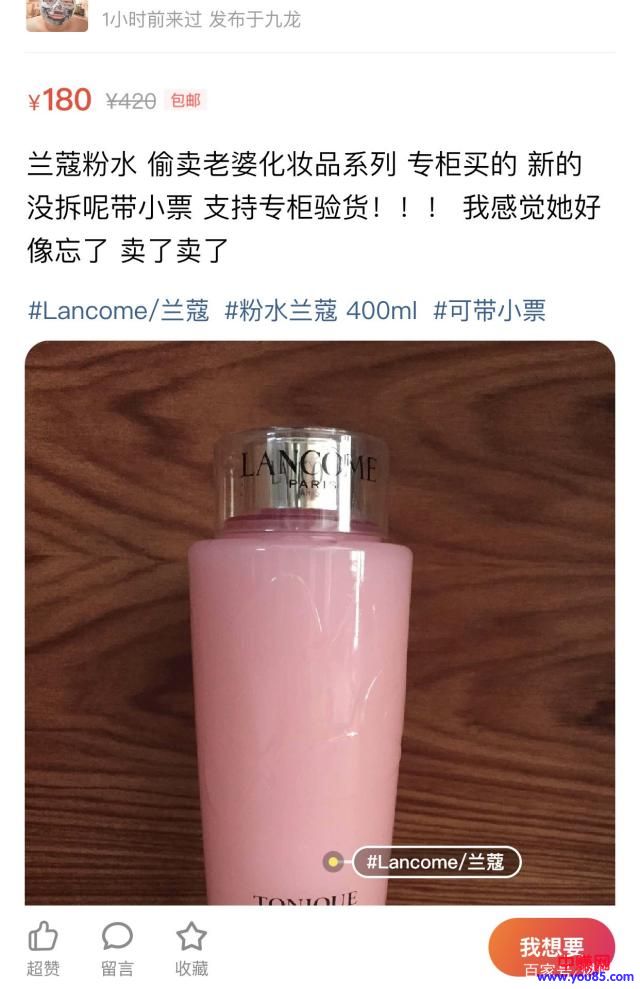 1小时前来过 发布于九龙
¥180 ¥420 包邮
兰蔻粉水 偷卖老婆化妆品系列 专柜买的 新的
没拆呢带小票 支持专柜验货！！！ 我感觉她好
像忘了 卖了卖了
#Lancome/兰蔻 #粉水兰蔻 400ml #可带小票
LANCOME
PARIS
#Lancome/兰蔻
TONIQUE
超赞
留言
收藏
我想要
www.you85.com